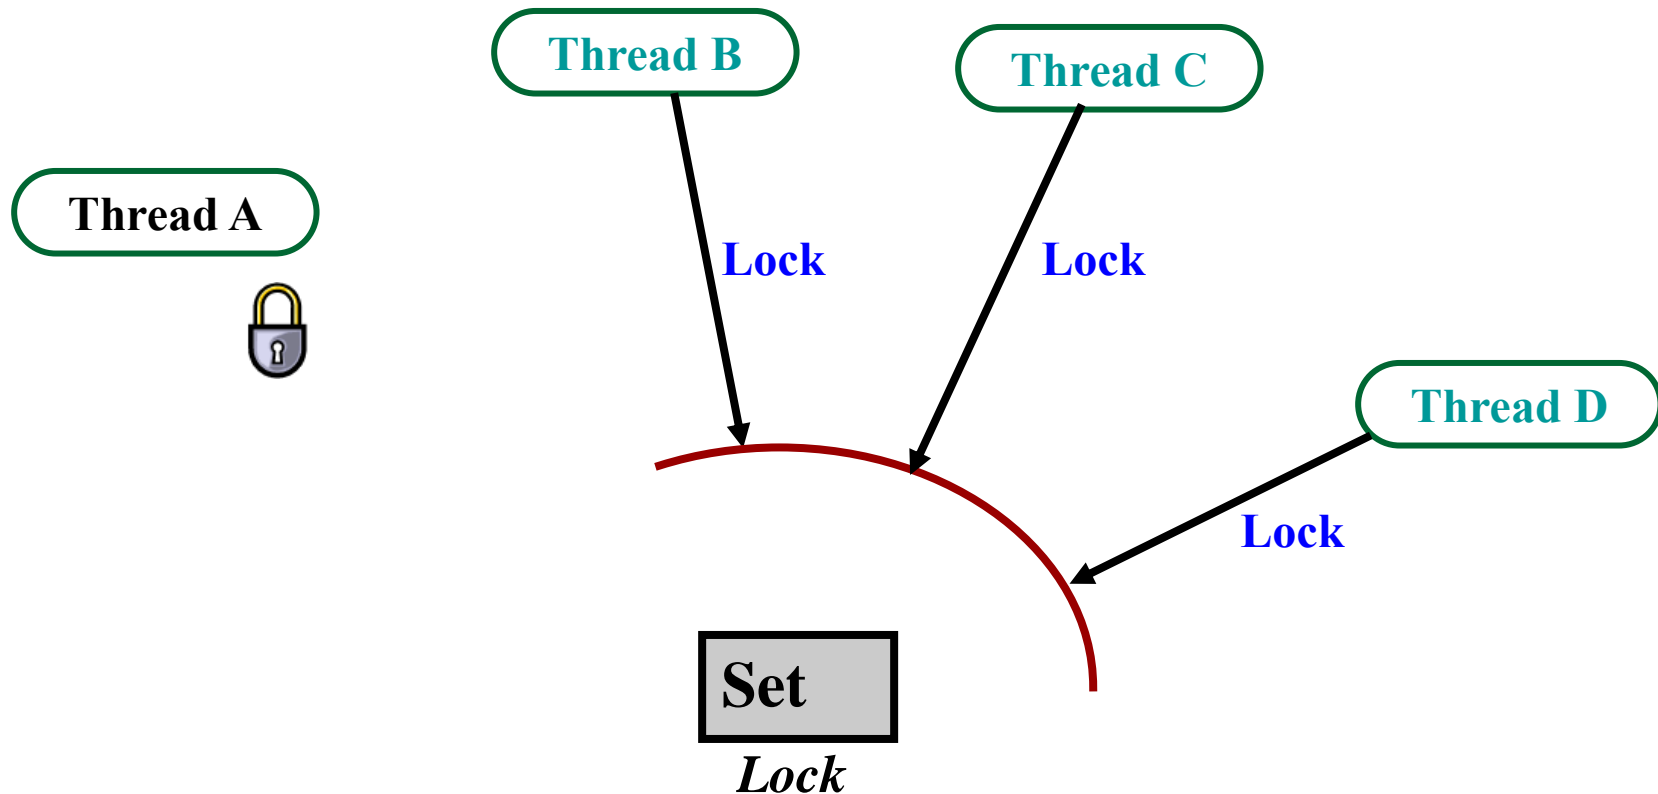 Thread B
Thread C
Thread A
Lock
Lock
Thread D
Lock
Set
Lock